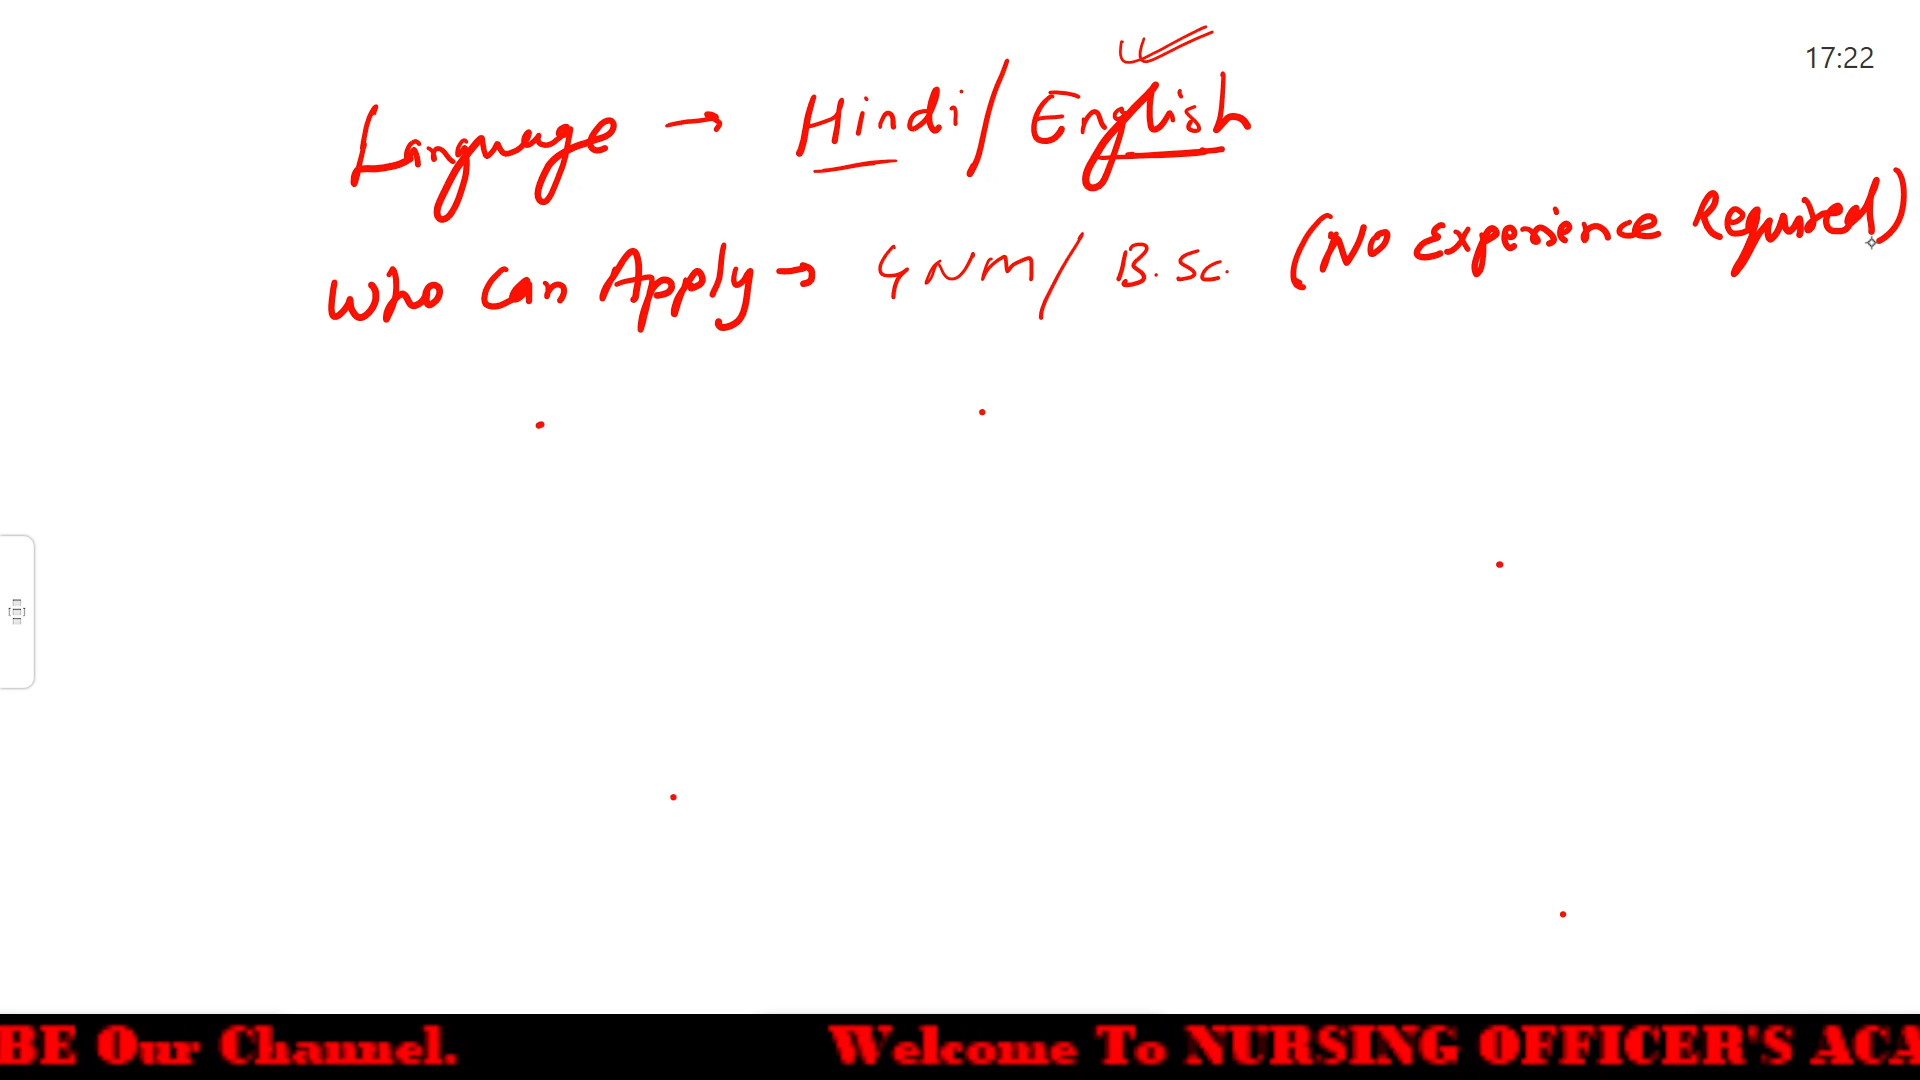 17:22
Language → Hindi/English
Who Can Apply → GNM/ B.Sc. (No Experience Required)
BE Our Channel. Welcome To NURSING OFFICER'S ACA